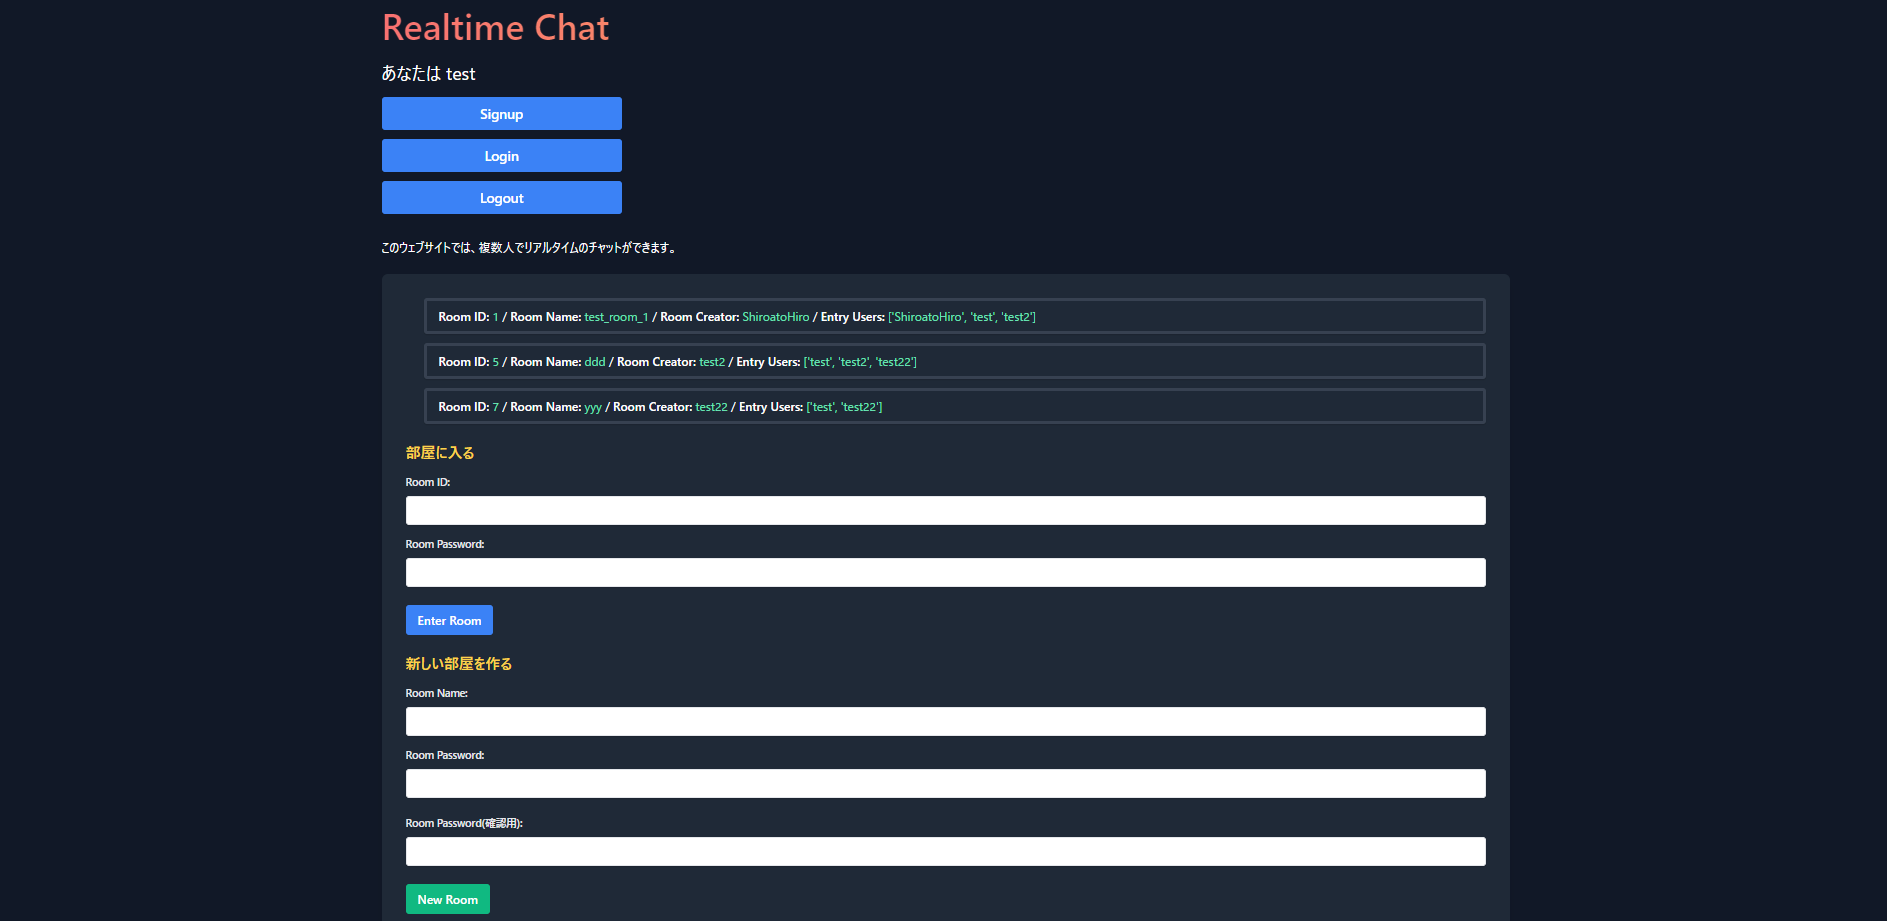 Realtime Chat
あなたは test
Signup
Login
Logout
このウェブサイトでは、複数人でリアルタイムのチャットができます。
Room ID: 1 / Room Name: test_room_1 / Room Creator: ShiroatoHiro / Entry Users: ['ShiroatoHiro', 'test', 'test2']
Room ID: 5 / Room Name: ddd / Room Creator: test2 / Entry Users: ['test', 'test2', 'test22']
Room ID: 7 / Room Name: yyy / Room Creator: test22 / Entry Users: ['test', 'test22']
部屋に入る
Room ID:
Room Password:
Enter Room
新しい部屋を作る
Room Name:
Room Password:
Room Password(確認用):
New Room